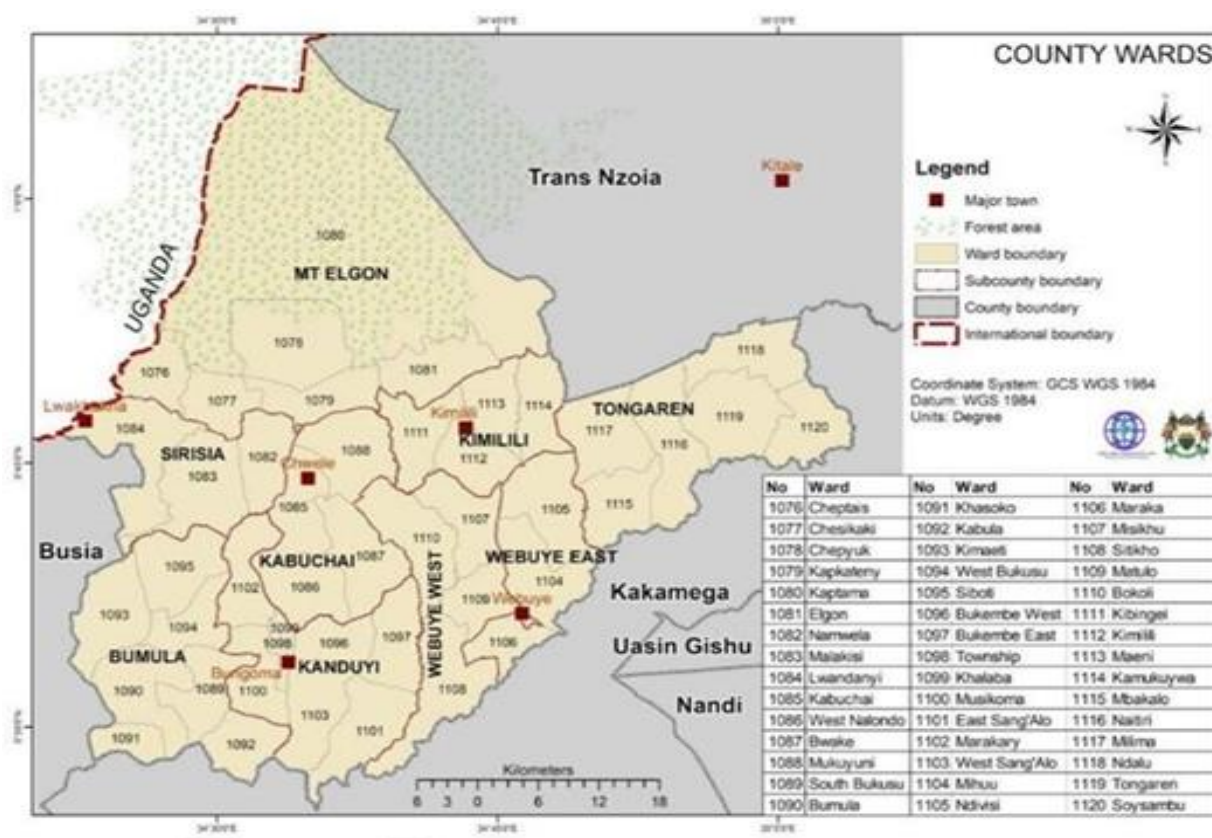 COUNTY WARDS
Legend
Major town
Forest area
Ward boundary
Subcounty boundary
County boundary
International boundary
Coordinate System: GCS WGS 1984
Datum: WGS 1984
Units: Degree
UGANDA
Trans Nzoia
Kitale
1080
MT ELGON
1078
1076
1077
1079
1081
1118
1113
1114
Kimilili
1111
KIMILILI
1112
TONGAREN
1117
1116
1119
1120
1115
1084
SIRISIA
1083
1082
Chwele
1088
1085
1107
1105
1110
Busia
KABUCHAI
1087
1086
WEBUYE EAST
1104
WEBUYE WEST
1109
Webuye
1106
1108
Kakamega
Uasin Gishu
Nandi
1095
1102
1093
1094
BUMULA
1099
1098
1096
1097
Bungoma
KANDUYI
1090
1089
1100
1103
1101
1091
1092
Kilometers
6 3 0 6 12 18
No Ward No Ward No Ward
1076 Cheptais 1091 Khasoko 1106 Maraka
1077 Chesikaki 1092 Kabula 1107 Misikhu
1078 Chepyuk 1093 Kimaeti 1108 Sitikho
1079 Kapkateny 1094 West Bukusu 1109 Matulo
1080 Kaptama 1095 Siboti 1110 Bokoli
1081 Elgon 1096 Bukembe West 1111 Kibingei
1082 Namwela 1097 Bukembe East 1112 Kimilili
1083 Malakisi 1098 Township 1113 Maeni
1084 Lwandanyi 1099 Khalaba 1114 Kamukuywa
1085 Kabuchai 1100 Musikoma 1115 Mbakalo
1086 West Nalondo 1101 East Sang'Alo 1116 Naitiri
1087 Bwake 1102 Marakary 1117 Milima
1088 Mukuyuni 1103 West Sang'Alo 1118 Ndalu
1089 South Bukusu 1104 Mihuu 1119 Tongaren
1090 Bumula 1105 Ndivisi 1120 Soysambu